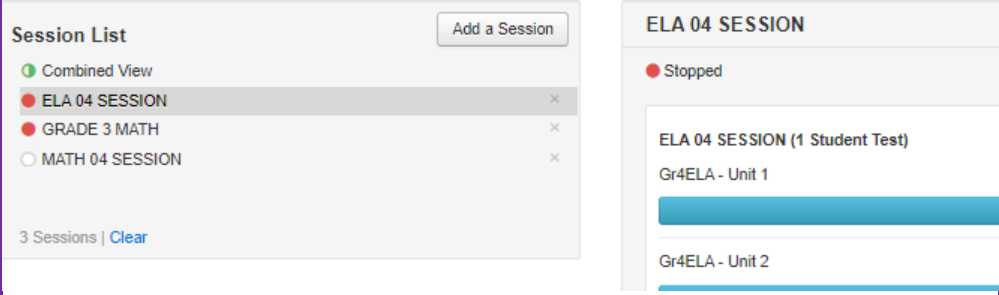 Session List
Add a Session
Combined View
ELA 04 SESSION
GRADE 3 MATH
MATH 04 SESSION
3 Sessions | Clear
ELA 04 SESSION
Stopped
ELA 04 SESSION (1 Student Test)
Gr4ELA - Unit 1
Gr4ELA - Unit 2